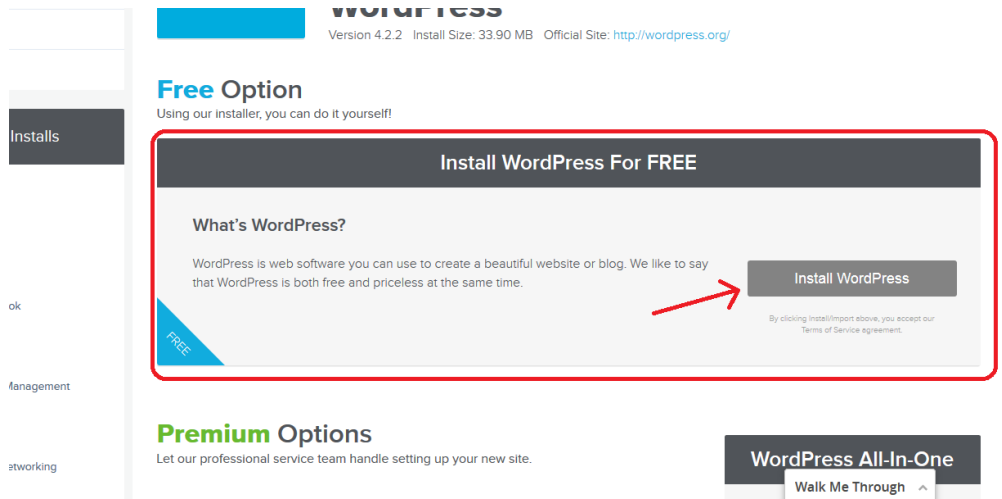 WordPress
Version 4.2.2 Install Size: 33.90 MB Official Site: http://wordpress.org/
Free Option
Using our installer, you can do it yourself!
Installs
Install WordPress For FREE
What's WordPress?
WordPress is web software you can use to create a beautiful website or blog. We like to say
that WordPress is both free and priceless at the same time.
Install WordPress
By clicking install/import above, you accept our
Terms of Service agreement.
FREE
ok
Management
etworking
Premium Options
Let our professional service team handle setting up your new site.
WordPress All-In-One
Walk Me Through